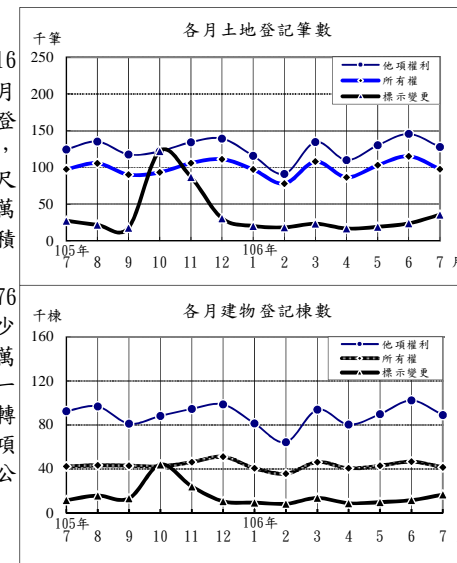 16
月
登
，
尺
萬
積
76
少
萬
一
轉
項
公
各月土地登記筆數
千筆
250
200
150
100
50
0
他項權利
所有權
標示變更
105年 106年
7 8 9 10 11 12 1 2 3 4 5 6 7 月
各月建物登記棟數
千棟
160
120
80
40
0
他項權利
所有權
標示變更
105年 106年
7 8 9 10 11 12 1 2 3 4 5 6 7